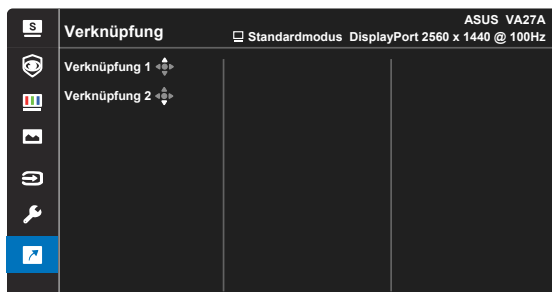 S
Verknüpfung
ASUS VA27A
Standardmodus DisplayPort 2560 x 1440 @ 100Hz
Verknüpfung 1
Verknüpfung 2